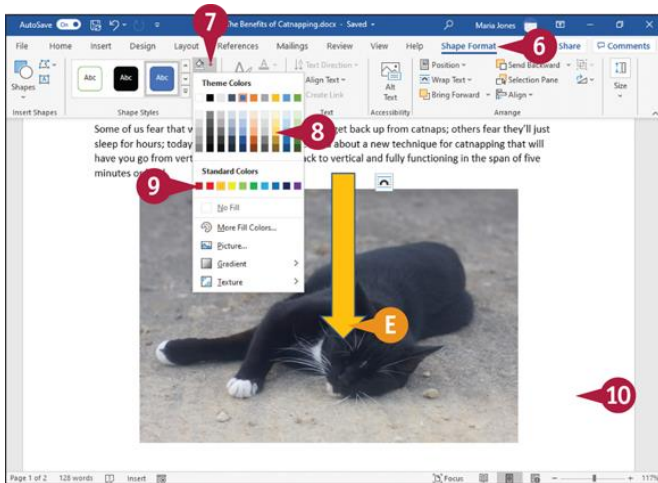 AutoSave On The Benefits of Catnapping.docx - Saved Maria Jones
File Home Insert Design Layout References Mailings Review View Help Shape Format Share Comments
Shapes
Insert Shapes
Abc Abc Abc
Shape Styles
Text Direction
Align Text
Create Link
Text
Alt
Text
Accessibility
Position
Wrap Text
Bring Forward
Send Backward
Selection Pane
Align
Arrange
Size
7
6
8
9
10
E
Theme Colors
Standard Colors
No Fill
More Fill Colors...
Picture...
Gradient
Texture
Some of us fear that get back up from catnaps; others fear they'll just
sleep for hours; today about a new technique for catnapping that will
have you go from vert ck to vertical and fully functioning in the span of five
minutes
Page 1 of 2 128 words Insert Focus 117%